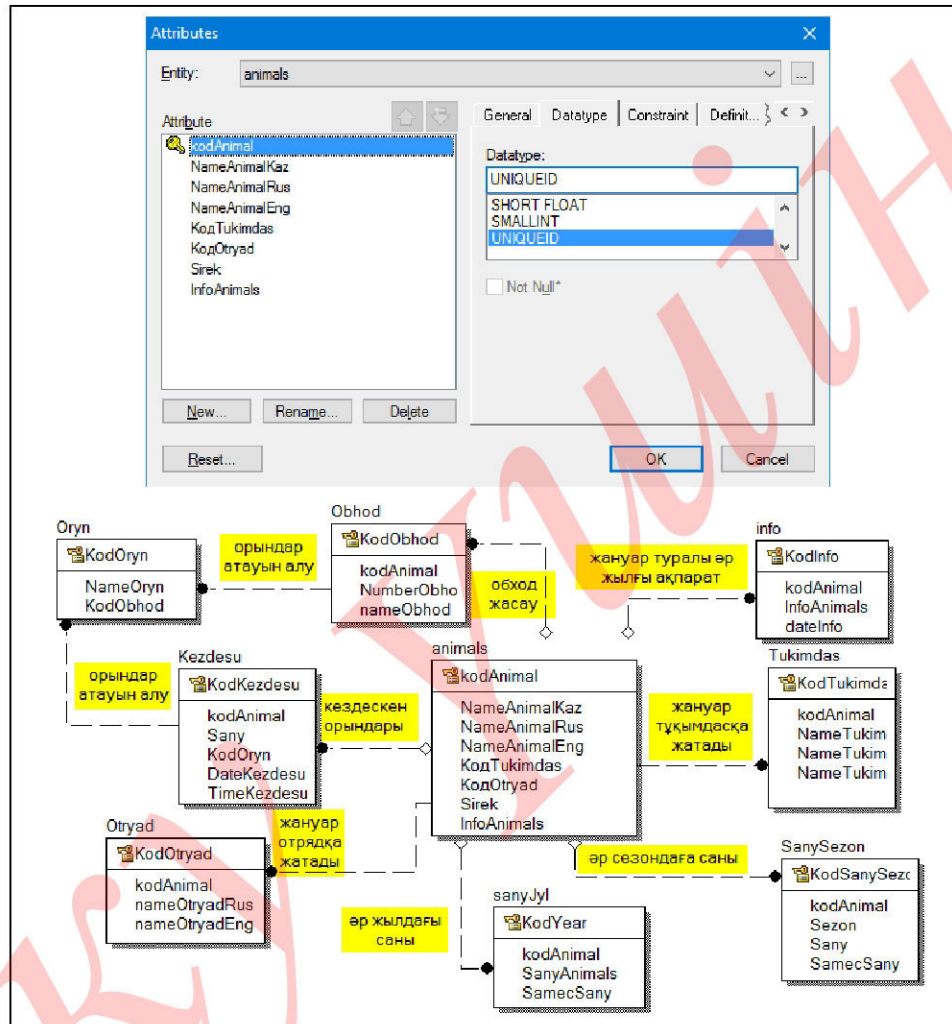 Attributes
Entity:
animals
...
Attribute
kodAnimal
NameAnimalKaz
NameAnimalRus
NameAnimalEng
КодTukimdas
КодOtryad
Sirek
InfoAnimals
General
Datatype
Constraint
Definit...
Datatype:
UNIQUEID
SHORT FLOAT
SMALLINT
UNIQUEID
Not Null*
New...
Rename...
Delete
Reset...
OK
Cancel
Oryn
KodOryn
NameOryn
KodObhod
орындар
атауын алу
Obhod
KodObhod
kodAnimal
NumberObho
nameObhod
обход
жасау
жануар туралы әр
жылғы ақпарат
info
KodInfo
kodAnimal
InfoAnimals
dateInfo
орындар
атауын алу
Kezdesu
KodKezdesu
kodAnimal
Sany
KodOryn
DateKezdesu
TimeKezdesu
кездескен
орындары
animals
kodAnimal
NameAnimalKaz
NameAnimalRus
NameAnimalEng
КодTukimdas
КодOtryad
Sirek
InfoAnimals
жануар
тұқымдасқа
жатады
Tukimdas
KodTukimda
kodAnimal
NameTukim
NameTukim
NameTukim
Otryad
KodOtryad
kodAnimal
nameOtryadRus
nameOtryadEng
жануар
отрядқа
жатады
әр жылдағы
саны
sanyJyl
KodYear
kodAnimal
SanyAnimals
SamecSany
әр сезондаға саны
SanySezon
KodSanySezo
kodAnimal
Sezon
Sany
SamecSany